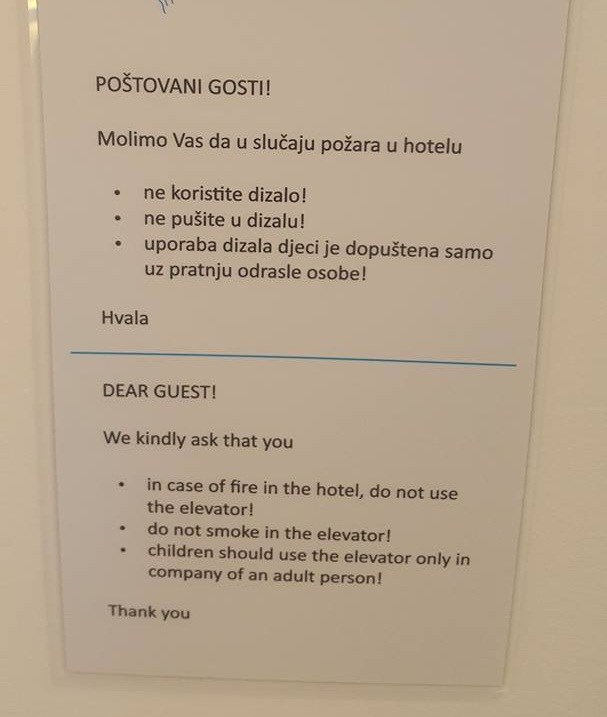 POŠTOVANI GOSTI!
Molimo Vas da u slučaju požara u hotelu
• ne koristite dizalo!
• ne pušite u dizalu!
• uporaba dizala djeci je dopuštena samo
uz pratnju odrasle osobe!
Hvala
DEAR GUEST!
We kindly ask that you
• in case of fire in the hotel, do not use
the elevator!
• do not smoke in the elevator!
• children should use the elevator only in
company of an adult person!
Thank you